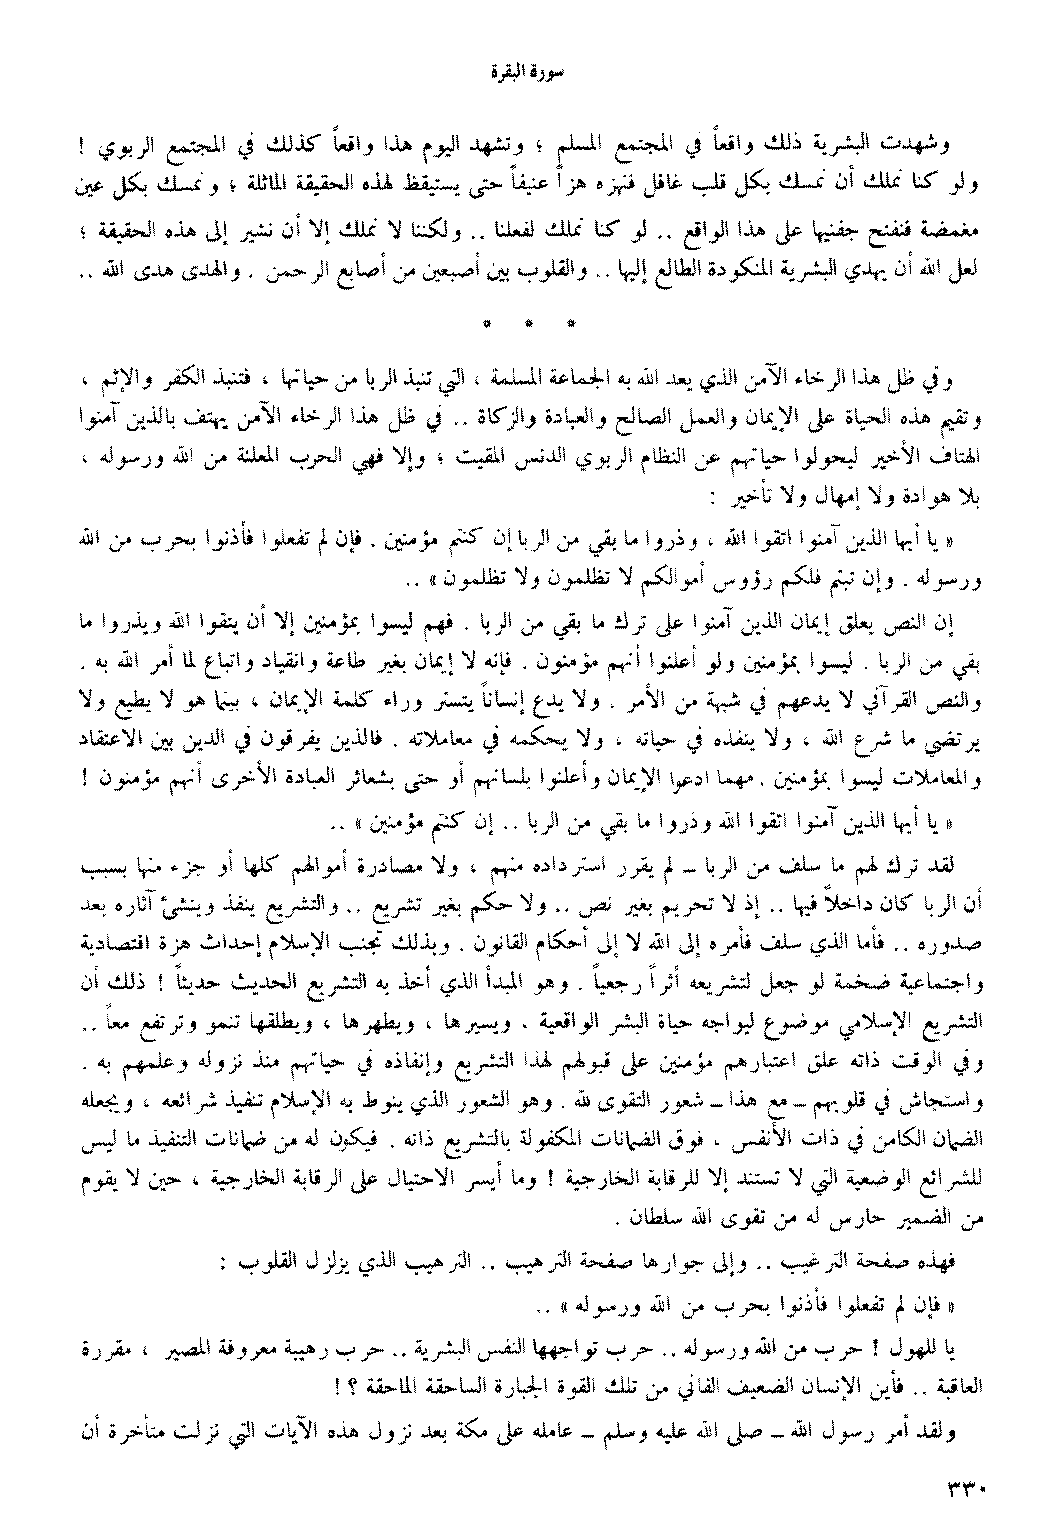 سورة البقرة
وشهدت البشرية ذلك واقعاً في المجتمع المسلم ؛ وتشهد اليوم هذا واقعاً كذلك في المجتمع الربوي !
ولو كنا نملك أن نمسك بكل قلب غافل فنهزه هزاً عنيفاً حتى يستيقظ لهذه الحقيقة الماثلة ؛ ونمسك بكل عين
مغمضة فنفتح جفنيها على هذا الواقع .. لو كنا نملك لفعلنا .. ولكننا لا نملك إلا أن نشير إلى هذه الحقيقة ؛
لعل الله أن يهدي البشرية المنكودة الطالع إليها .. والقلوب بين أصبعين من أصابع الرحمن . والهدى هدى الله ..
* * *
وفي ظل هذا الرخاء الآمن الذي يعد الله به الجماعة المسلمة ، التي تنبذ الربا من حياتها ، فتنبذ الكفر والإثم ،
وتقيم هذه الحياة على الإيمان والعمل الصالح والعبادة والزكاة .. في ظل هذا الرخاء الآمن يهتف بالذين آمنوا
الهتاف الأخير ليحولوا حياتهم عن النظام الربوي الدنس المقيت ؛ وإلا فهي الحرب المعلنة من الله ورسوله ،
بلا هوادة ولا إمهال ولا تأخير :
« يا أيها الذين آمنوا اتقوا الله ، وذروا ما بقي من الربا إن كنتم مؤمنين . فإن لم تفعلوا فأذنوا بحرب من الله
ورسوله . وإن تبتم فلكم رؤوس أموالكم لا تظلمون ولا تظلمون » ..
إن النص يعلق إيمان الذين آمنوا على ترك ما بقي من الربا . فهم ليسوا بمؤمنين إلا أن يتقوا الله ويذروا ما
بقي من الربا . ليسوا بمؤمنين ولو أعلنوا أنهم مؤمنون . فإنه لا إيمان بغير طاعة وانقياد واتباع لما أمر الله به .
والنص القرآني لا يدعهم في شبهة من الأمر . ولا يدع إنساناً يتستر وراء كلمة الإيمان ، بينما هو لا يطيع ولا
يرتضي ما شرع الله ، ولا ينفذه في حياته ، ولا يحكمه في معاملاته . فالذين يفرقون في الدين بين الاعتقاد
والمعاملات ليسوا بمؤمنين . مهما ادعوا الإيمان وأعلنوا بلسانهم أو حتى بشعائر العبادة الأخرى أنهم مؤمنون !
« يا أيها الذين آمنوا اتقوا الله وذروا ما بقي من الربا .. إن كنتم مؤمنين » ..
لقد ترك لهم ما سلف من الربا – لم يقرر استرداده منهم ، ولا مصادرة أموالهم كلها أو جزء منها بسبب
أن الربا كان داخلاً فيها .. إذ لا تحريم بغير نص .. ولا حكم بغير تشريع .. والتشريع ينفذ وينشئ آثاره بعد
صدوره .. فأما الذي سلف فأمره إلى الله لا إلى أحكام القانون . وبذلك تجنب الإسلام إحداث هزة اقتصادية
واجتماعية ضخمة لو جعل لتشريعه أثراً رجعياً . وهو المبدأ الذي أخذ به التشريع الحديث حديثاً ! ذلك أن
التشريع الإسلامي موضوع ليواجه حياة البشر الواقعية ، ويسيرها ، ويطهرها ، ويطلقها تنمو وترتفع معاً ..
وفي الوقت ذاته علق اعتبارهم مؤمنين على قبولهم لهذا التشريع وإنفاذه في حياتهم منذ نزوله وعلمهم به .
واستجاش في قلوبهم – مع هذا – شعور التقوى لله . وهو الشعور الذي ينوط به الإسلام تنفيذ شرائعه ، ويجعله
الضمان الكامن في ذات الأنفس ، فوق الضمانات المكفولة بالتشريع ذاته . فيكون له من ضمانات التنفيذ ما ليس
للشرائع الوضعية التي لا تستند إلا للرقابة الخارجية ! وما أيسر الاحتيال على الرقابة الخارجية ، حين لا يقوم
من الضمير حارس له من تقوى الله سلطان .
فهذه صفحة الترغيب .. وإلى جوارها صفحة الترهيب .. الترهيب الذي يزلزل القلوب :
« فإن لم تفعلوا فأذنوا بحرب من الله ورسوله » ..
يا للهول ! حرب من الله ورسوله .. حرب تواجهها النفس البشرية .. حرب رهيبة معروفة المصير ، مقررة
العاقبة .. فأين الإنسان الضعيف الفاني من تلك القوة الجبارة الساحقة الماحقة ؟ !
ولقد أمر رسول الله – صلى الله عليه وسلم – عامله على مكة بعد نزول هذه الآيات التي نزلت متأخرة أن
٣٣٠